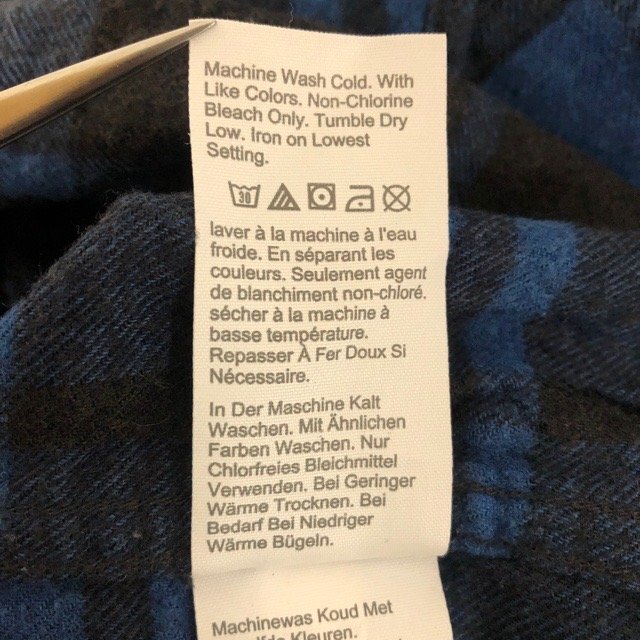 Machine Wash Cold. With
Like Colors. Non-Chlorine
Bleach Only. Tumble Dry
Low. Iron on Lowest
Setting.
30
laver à la machine à l'eau
froide. En séparant les
couleurs. Seulement agent
de blanchiment non-chloré.
sécher à la machine à
basse température.
Repasser À Fer Doux Si
Nécessaire.
In Der Maschine Kalt
Waschen. Mit Ähnlichen
Farben Waschen. Nur
Chlorfreies Bleichmittel
Verwenden. Bei Geringer
Wärme Trocknen. Bei
Bedarf Bei Niedriger
Wärme Bügeln.
Machinewas Koud Met
Kleuren.